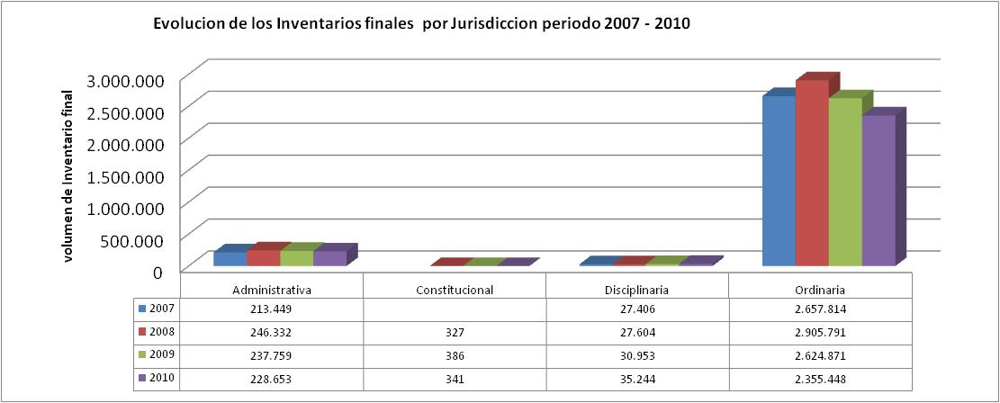 Evolucion de los Inventarios finales por Jurisdiccion periodo 2007 - 2010
volumen de Inventario final
3.000.000
2.500.000
2.000.000
1.500.000
1.000.000
500.000
0
Administrativa Constitucional Disciplinaria Ordinaria
2007 213.449 27.406 2.657.814
2008 246.332 327 27.604 2.905.791
2009 237.759 386 30.953 2.624.871
2010 228.653 341 35.244 2.355.448